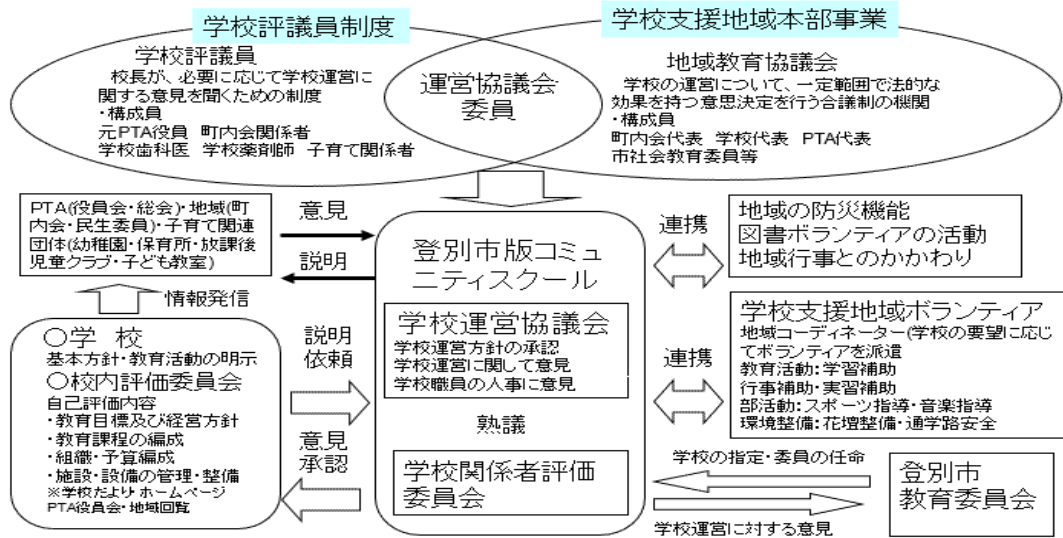 学校評議員制度
学校支援地域本部事業
学校評議員
校長が、必要に応じて学校運営に
関する意見を聞くための制度
・構成員
元PTA役員 町内会関係者
学校歯科医 学校薬剤師 子育て関係者
運営協議会
委員
地域教育協議会
学校の運営について、一定範囲で法的な
効果を持つ意思決定を行う合議制の機関
・構成員
町内会代表 学校代表 PTA代表
市社会教育委員等
PTA(役員会・総会)・地域(町
内会・民生委員)・子育て関連
団体(幼稚園・保育所・放課後
児童クラブ・子ども教室)
意見
説明
情報発信
○学 校
基本方針・教育活動の明示
○校内評価委員会
自己評価内容
・教育目標及び経営方針
・教育課程の編成
・組織・予算編成
・施設・設備の管理・整備
※学校だより ホームページ
PTA役員会・地域回覧
説明
依頼
意見
承認
登別市版コミュ
ニティスクール
学校運営協議会
学校運営方針の承認
学校運営に関して意見
学校職員の人事に意見
熟議
学校関係者評価
委員会
連携
地域の防災機能
図書ボランティアの活動
地域行事とのかかわり
連携
学校支援地域ボランティア
地域コーディネーター(学校の要望に応じ
てボランティアを派遣
教育活動:学習補助
行事補助・実習補助
部活動:スポーツ指導・音楽指導
環境整備:花壇整備・通学路安全
学校の指定・委員の任命
学校運営に対する意見
登別市
教育委員会